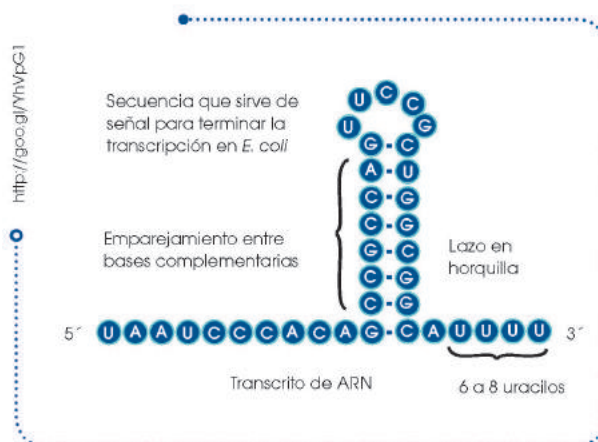 http://goo.gl/YhVpG1
Secuencia que sirve de
señal para terminar la
transcripción en E. coli
U U C C G
U
G - C
A - U
C - G
C - G
G - C
C - G
C - G
Emparejamiento entre
bases complementarias
Lazo en
horquilla
5´ U A A U C C C A C A G - C A U U U U 3´
Transcrito de ARN
6 a 8 uracilos